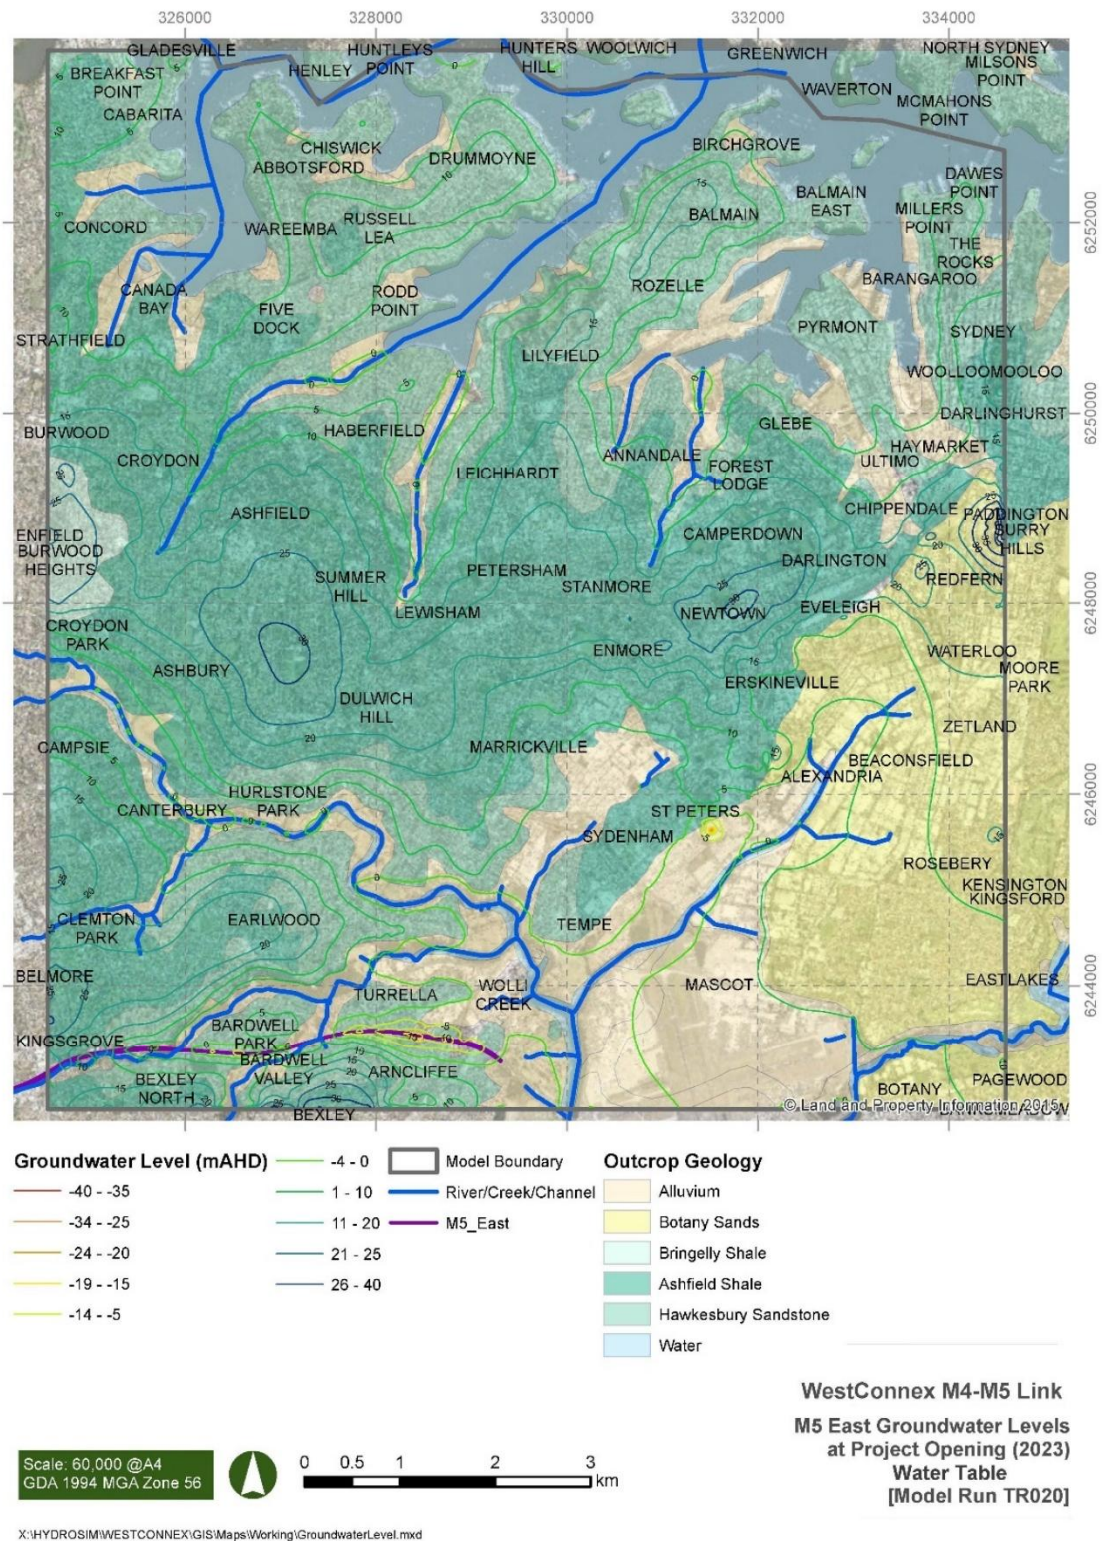 326000 328000 330000 332000 334000
GLADESVILLE HUNTLEYS POINT HUNTERS HILL WOOLWICH GREENWICH NORTH SYDNEY
MILSONS POINT
BREAKFAST POINT
HENLEY
WAVERTON
CABARITA
MCMAHONS POINT
CHISWICK
ABBOTSFORD
DRUMMOYNE
BIRCHGROVE
DAWES POINT
BALMAIN EAST
CONCORD
WAREEMBA
RUSSELL LEA
BALMAIN
MILLERS POINT
6252000
THE ROCKS
BARANGAROO
CANADA BAY
FIVE DOCK
RODD POINT
ROZELLE
STRATHFIELD
PYRMONT
SYDNEY
LILYFIELD
WOOLLOOMOOLOO
6250000
BURWOOD
HABERFIELD
GLEBE
DARLINGHURST
CROYDON
LEICHHARDT
ANNANDALE
FOREST LODGE
HAYMARKET
ULTIMO
ASHFIELD
CHIPPENDALE
PADDINGTON
ENFIELD
BURWOOD HEIGHTS
CAMPERDOWN
SURRY HILLS
SUMMER HILL
PETERSHAM
STANMORE
DARLINGTON
REDFERN
LEWISHAM
NEWTOWN
EVELEIGH
6248000
CROYDON PARK
ASHBURY
ENMORE
WATERLOO
MOORE PARK
ERSKINEVILLE
DULWICH HILL
CAMPSIE
MARRICKVILLE
ZETLAND
BEACONSFIELD
ALEXANDRIA
HURLSTONE PARK
CANTERBURY
ST PETERS
6246000
SYDENHAM
ROSEBERY
KENSINGTON
KINGSFORD
CLEMTON PARK
EARLWOOD
TEMPE
BELMORE
TURRELLA
WOLLI CREEK
MASCOT
EASTLAKES
6244000
KINGSGROVE
BARDWELL PARK
BARDWELL VALLEY
ARNCLIFFE
BEXLEY NORTH
BEXLEY
BOTANY
PAGEWOOD
© Land and Property Information 2015
BANKSMEADOW
Groundwater Level (mAHD)
-40 - -35
-34 - -25
-24 - -20
-19 - -15
-14 - -5
-4 - 0
1 - 10
11 - 20
21 - 25
26 - 40
Model Boundary
River/Creek/Channel
M5_East
Outcrop Geology
Alluvium
Botany Sands
Bringelly Shale
Ashfield Shale
Hawkesbury Sandstone
Water
WestConnex M4-M5 Link
M5 East Groundwater Levels
at Project Opening (2023)
Water Table
[Model Run TR020]
Scale: 60,000 @A4
GDA 1994 MGA Zone 56
0 0.5 1 2 3
km
X:\HYDROSIM\WESTCONNEX\GIS\Maps\Working\GroundwaterLevel.mxd